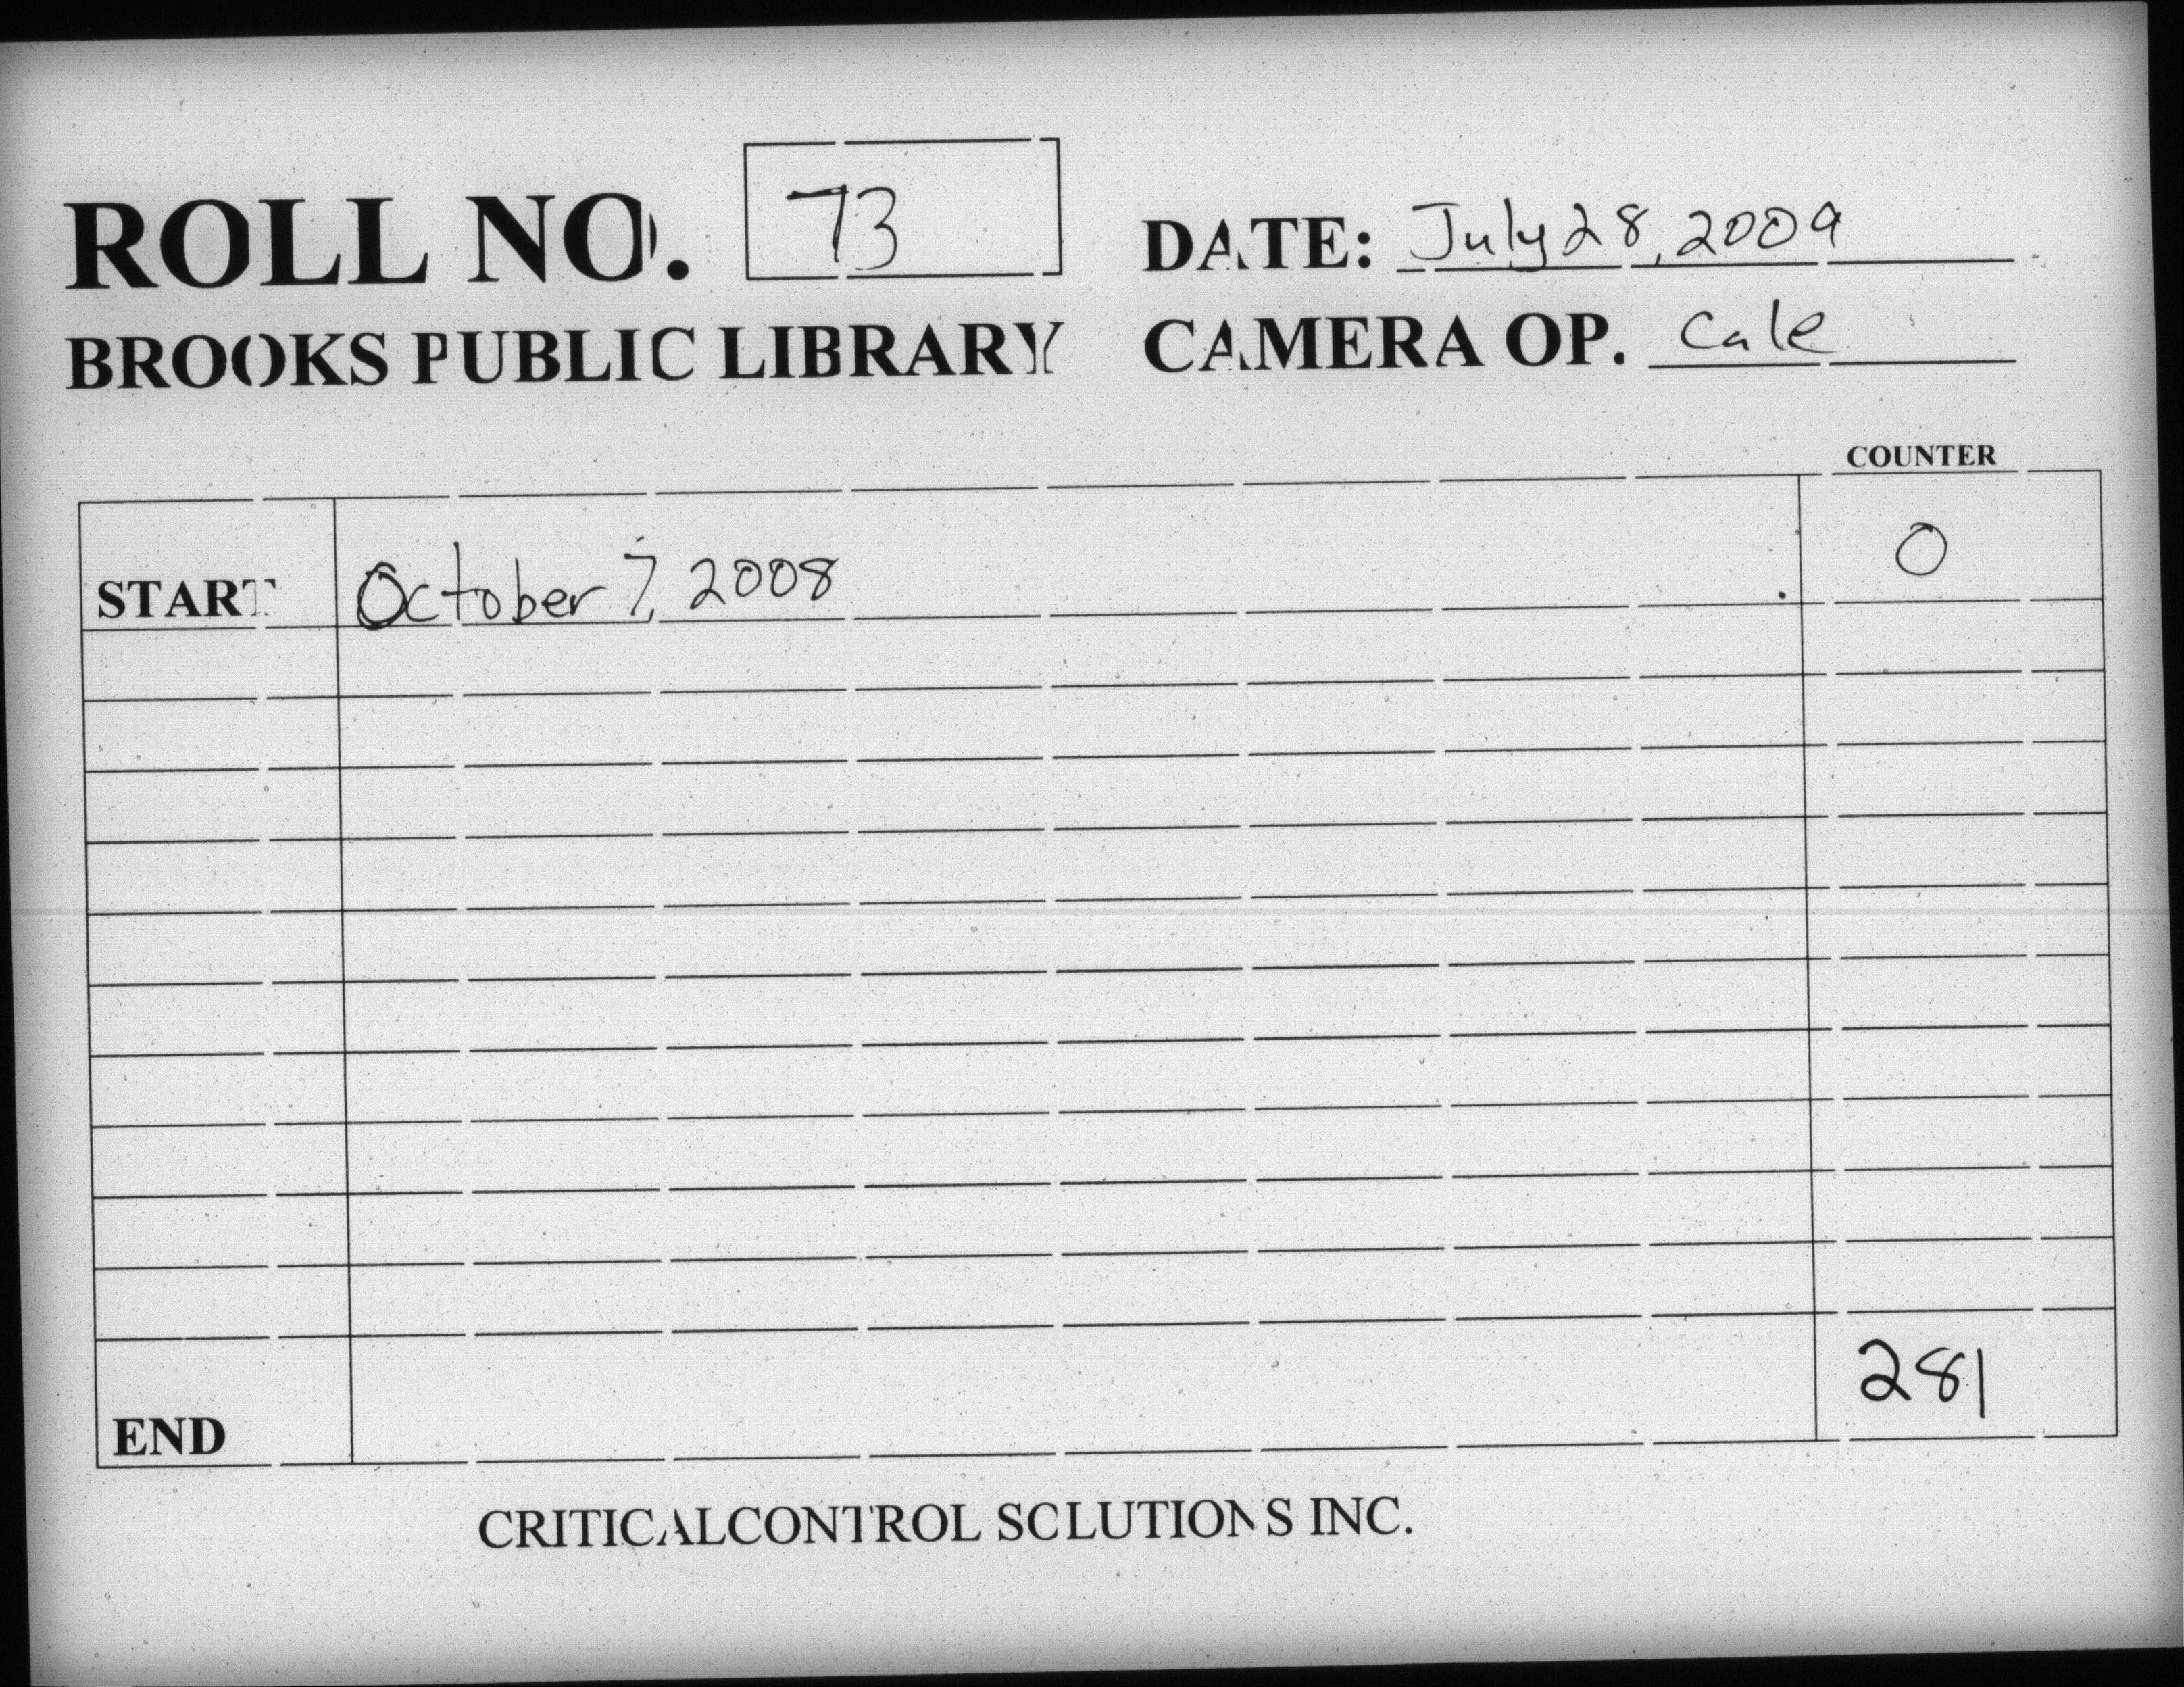 ROLL NO. 73
DATE: July 28, 2009
BROOKS PUBLIC LIBRARY
CAMERA OP. Cale
COUNTER
START October 7, 2008 0
END 281
CRITICALCONTROL SOLUTIONS INC.